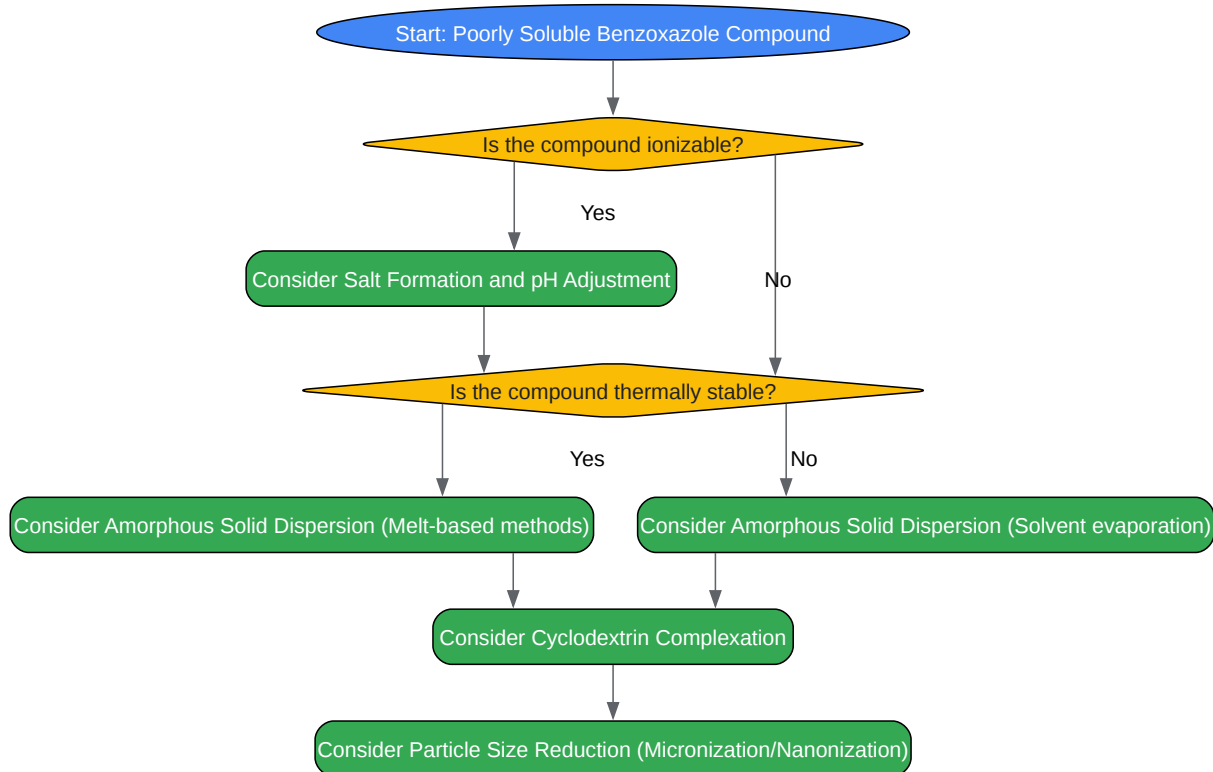 Start: Poorly Soluble Benzoxazole Compound
Is the compound ionizable?
Yes
Consider Salt Formation and pH Adjustment
No
Is the compound thermally stable?
Yes
No
Consider Amorphous Solid Dispersion (Melt-based methods)
Consider Amorphous Solid Dispersion (Solvent evaporation)
Consider Cyclodextrin Complexation
Consider Particle Size Reduction (Micronization/Nanonization)